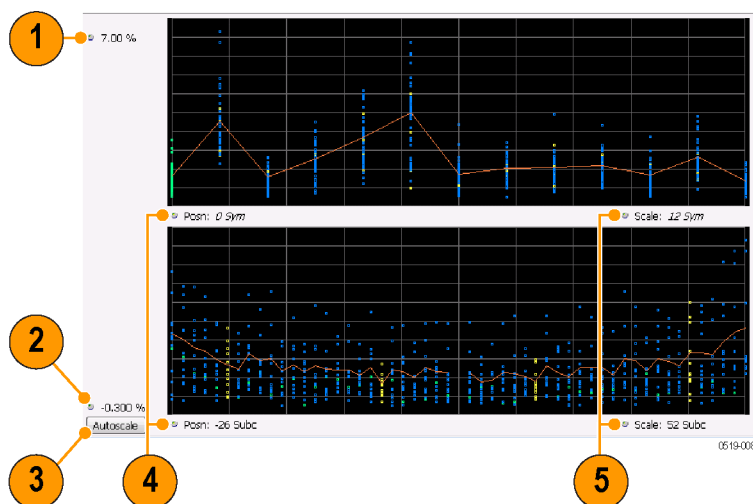 1
7.00 %
Posn: 0 Sym
Scale: 12 Sym
2
-0.300 %
Autoscale
Posn: -26 Subc
Scale: 52 Subc
0519-008
3
4
5